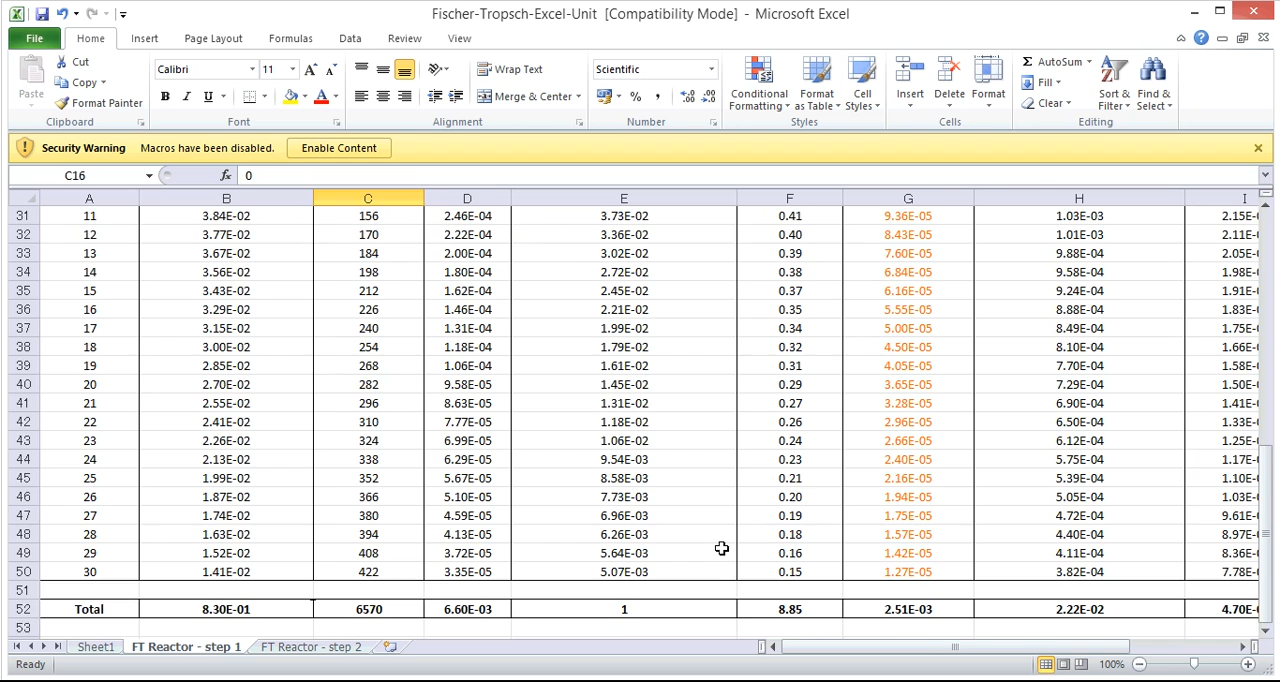 Fischer-Tropsch-Excel-Unit [Compatibility Mode] - Microsoft Excel
File Home Insert Page Layout Formulas Data Review View
Paste
Cut
Copy
Format Painter
Clipboard
Calibri 11
B I U
Font
Wrap Text
Merge & Center
Alignment
Scientific
% ,
Number
Conditional Formatting
Format as Table
Cell Styles
Styles
Insert Delete Format
Cells
AutoSum
Fill
Clear
Sort & Filter
Find & Select
Editing
Security Warning Macros have been disabled. Enable Content
C16 fx 0
A B C D E F G H I
31 11 3.84E-02 156 2.46E-04 3.73E-02 0.41 9.36E-05 1.03E-03 2.15E-
32 12 3.77E-02 170 2.22E-04 3.36E-02 0.40 8.43E-05 1.01E-03 2.11E-
33 13 3.67E-02 184 2.00E-04 3.02E-02 0.39 7.60E-05 9.88E-04 2.05E-
34 14 3.56E-02 198 1.80E-04 2.72E-02 0.38 6.84E-05 9.58E-04 1.98E-
35 15 3.43E-02 212 1.62E-04 2.45E-02 0.37 6.16E-05 9.24E-04 1.91E-
36 16 3.29E-02 226 1.46E-04 2.21E-02 0.35 5.55E-05 8.88E-04 1.83E-
37 17 3.15E-02 240 1.31E-04 1.99E-02 0.34 5.00E-05 8.49E-04 1.75E-
38 18 3.00E-02 254 1.18E-04 1.79E-02 0.32 4.50E-05 8.10E-04 1.66E-
39 19 2.85E-02 268 1.06E-04 1.61E-02 0.31 4.05E-05 7.70E-04 1.58E-
40 20 2.70E-02 282 9.58E-05 1.45E-02 0.29 3.65E-05 7.29E-04 1.50E-
41 21 2.55E-02 296 8.63E-05 1.31E-02 0.27 3.28E-05 6.90E-04 1.41E-
42 22 2.41E-02 310 7.77E-05 1.18E-02 0.26 2.96E-05 6.50E-04 1.33E-
43 23 2.26E-02 324 6.99E-05 1.06E-02 0.24 2.66E-05 6.12E-04 1.25E-
44 24 2.13E-02 338 6.29E-05 9.54E-03 0.23 2.40E-05 5.75E-04 1.17E-
45 25 1.99E-02 352 5.67E-05 8.58E-03 0.21 2.16E-05 5.39E-04 1.10E-
46 26 1.87E-02 366 5.10E-05 7.73E-03 0.20 1.94E-05 5.05E-04 1.03E-
47 27 1.74E-02 380 4.59E-05 6.96E-03 0.19 1.75E-05 4.72E-04 9.61E-
48 28 1.63E-02 394 4.13E-05 6.26E-03 0.18 1.57E-05 4.40E-04 8.97E-
49 29 1.52E-02 408 3.72E-05 5.64E-03 0.16 1.42E-05 4.11E-04 8.36E-
50 30 1.41E-02 422 3.35E-05 5.07E-03 0.15 1.27E-05 3.82E-04 7.78E-
51
52 Total 8.30E-01 6570 6.60E-03 1 8.85 2.51E-03 2.22E-02 4.70E-
53
Sheet1 FT Reactor - step 1 FT Reactor - step 2
Ready 100%